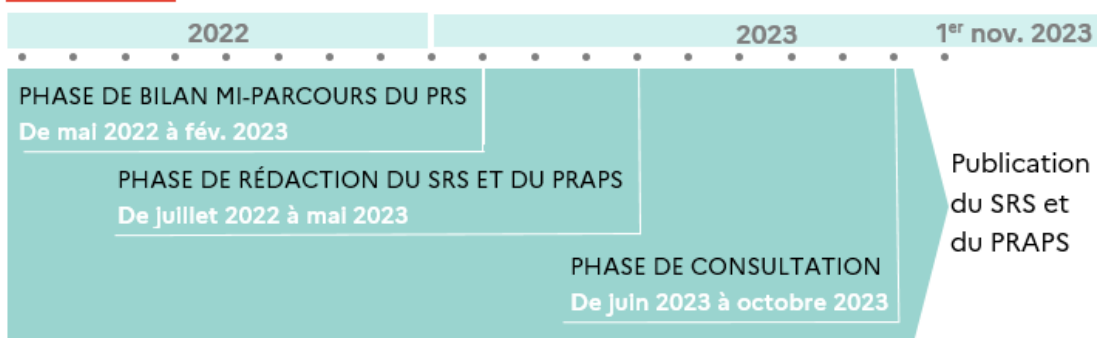 2022
2023
1er nov. 2023
PHASE DE BILAN MI-PARCOURS DU PRS
De mai 2022 à fév. 2023
PHASE DE RÉDACTION DU SRS ET DU PRAPS
De juillet 2022 à mai 2023
PHASE DE CONSULTATION
De juin 2023 à octobre 2023
Publication
du SRS et
du PRAPS